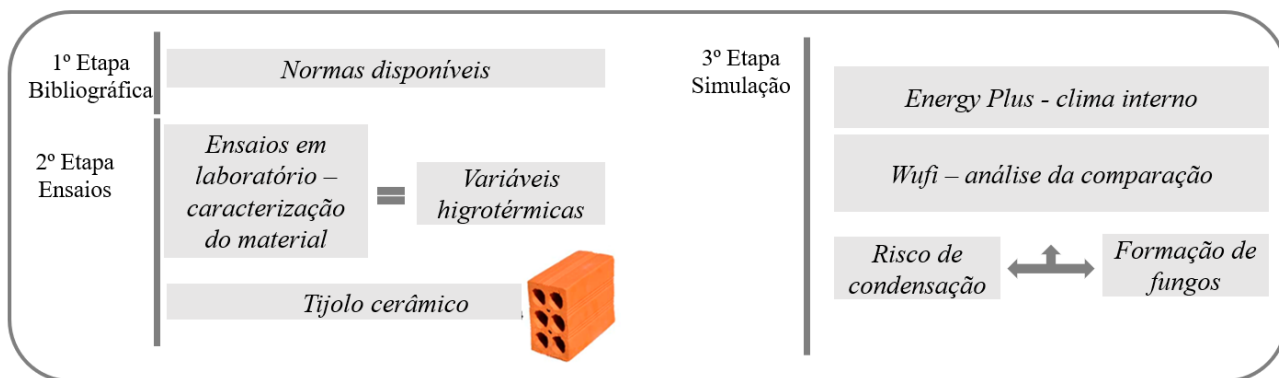 1º Etapa
Bibliográfica
Normas disponíveis
2º Etapa
Ensaios
Ensaios em
laboratório –
caracterização
do material
Variáveis
higrotérmicas
Tijolo cerâmico
3º Etapa
Simulação
Energy Plus - clima interno
Wufi – análise da comparação
Risco de
condensação
Formação de
fungos